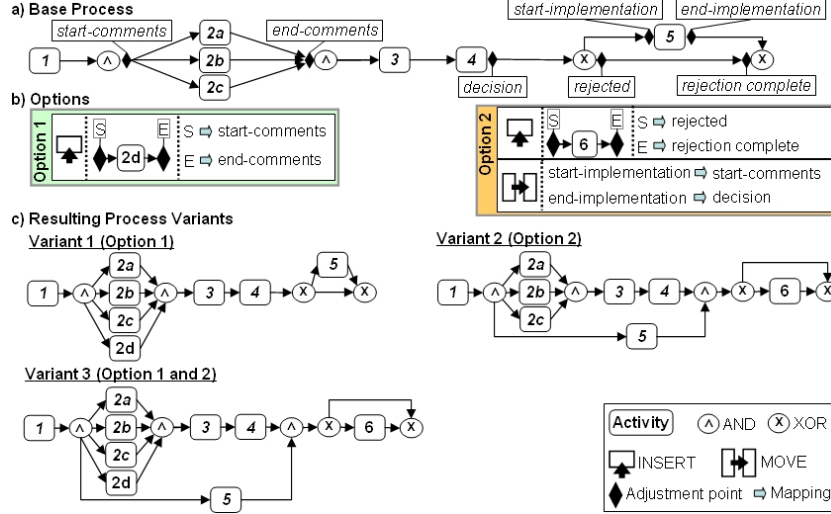 a) Base Process
start-implementation end-implementation
start-comments 2a end-comments 5
1 ^ 2b ^ 3 4 X X
2c decision rejected rejection complete
b) Options
Option 1
S E S start-comments
2d
E end-comments
Option 2
S E S rejected
6
E rejection complete
start-implementation start-comments
end-implementation decision
c) Resulting Process Variants
Variant 1 (Option 1)
2a 5
1 ^ 2b ^ 3 4 X X
2c
2d
Variant 2 (Option 2)
2a
1 ^ 2b ^ 3 4 ^ X 6 X
2c
5
Variant 3 (Option 1 and 2)
2a
1 ^ 2b ^ 3 4 ^ X 6 X
2c
2d
5
Activity ^ AND X XOR
INSERT MOVE
Adjustment point Mapping